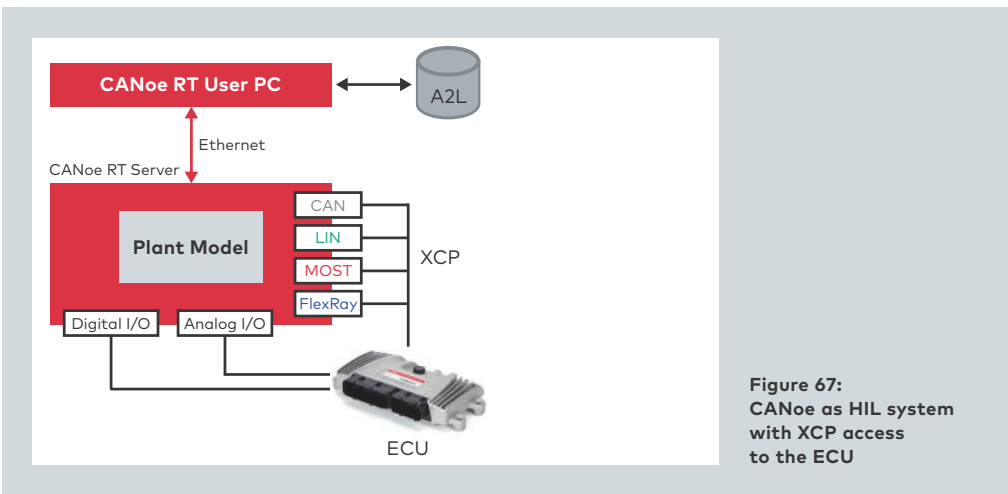 CANoe RT User PC
A2L
Ethernet
CANoe RT Server
CAN
LIN
MOST
FlexRay
Plant Model
XCP
Digital I/O
Analog I/O
ECU
Figure 67:
CANoe as HIL system
with XCP access
to the ECU